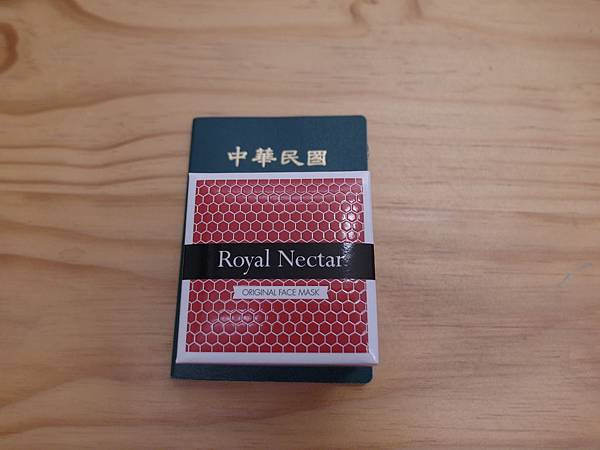 中華民國
Royal Nectar
ORIGINAL FACE MASK